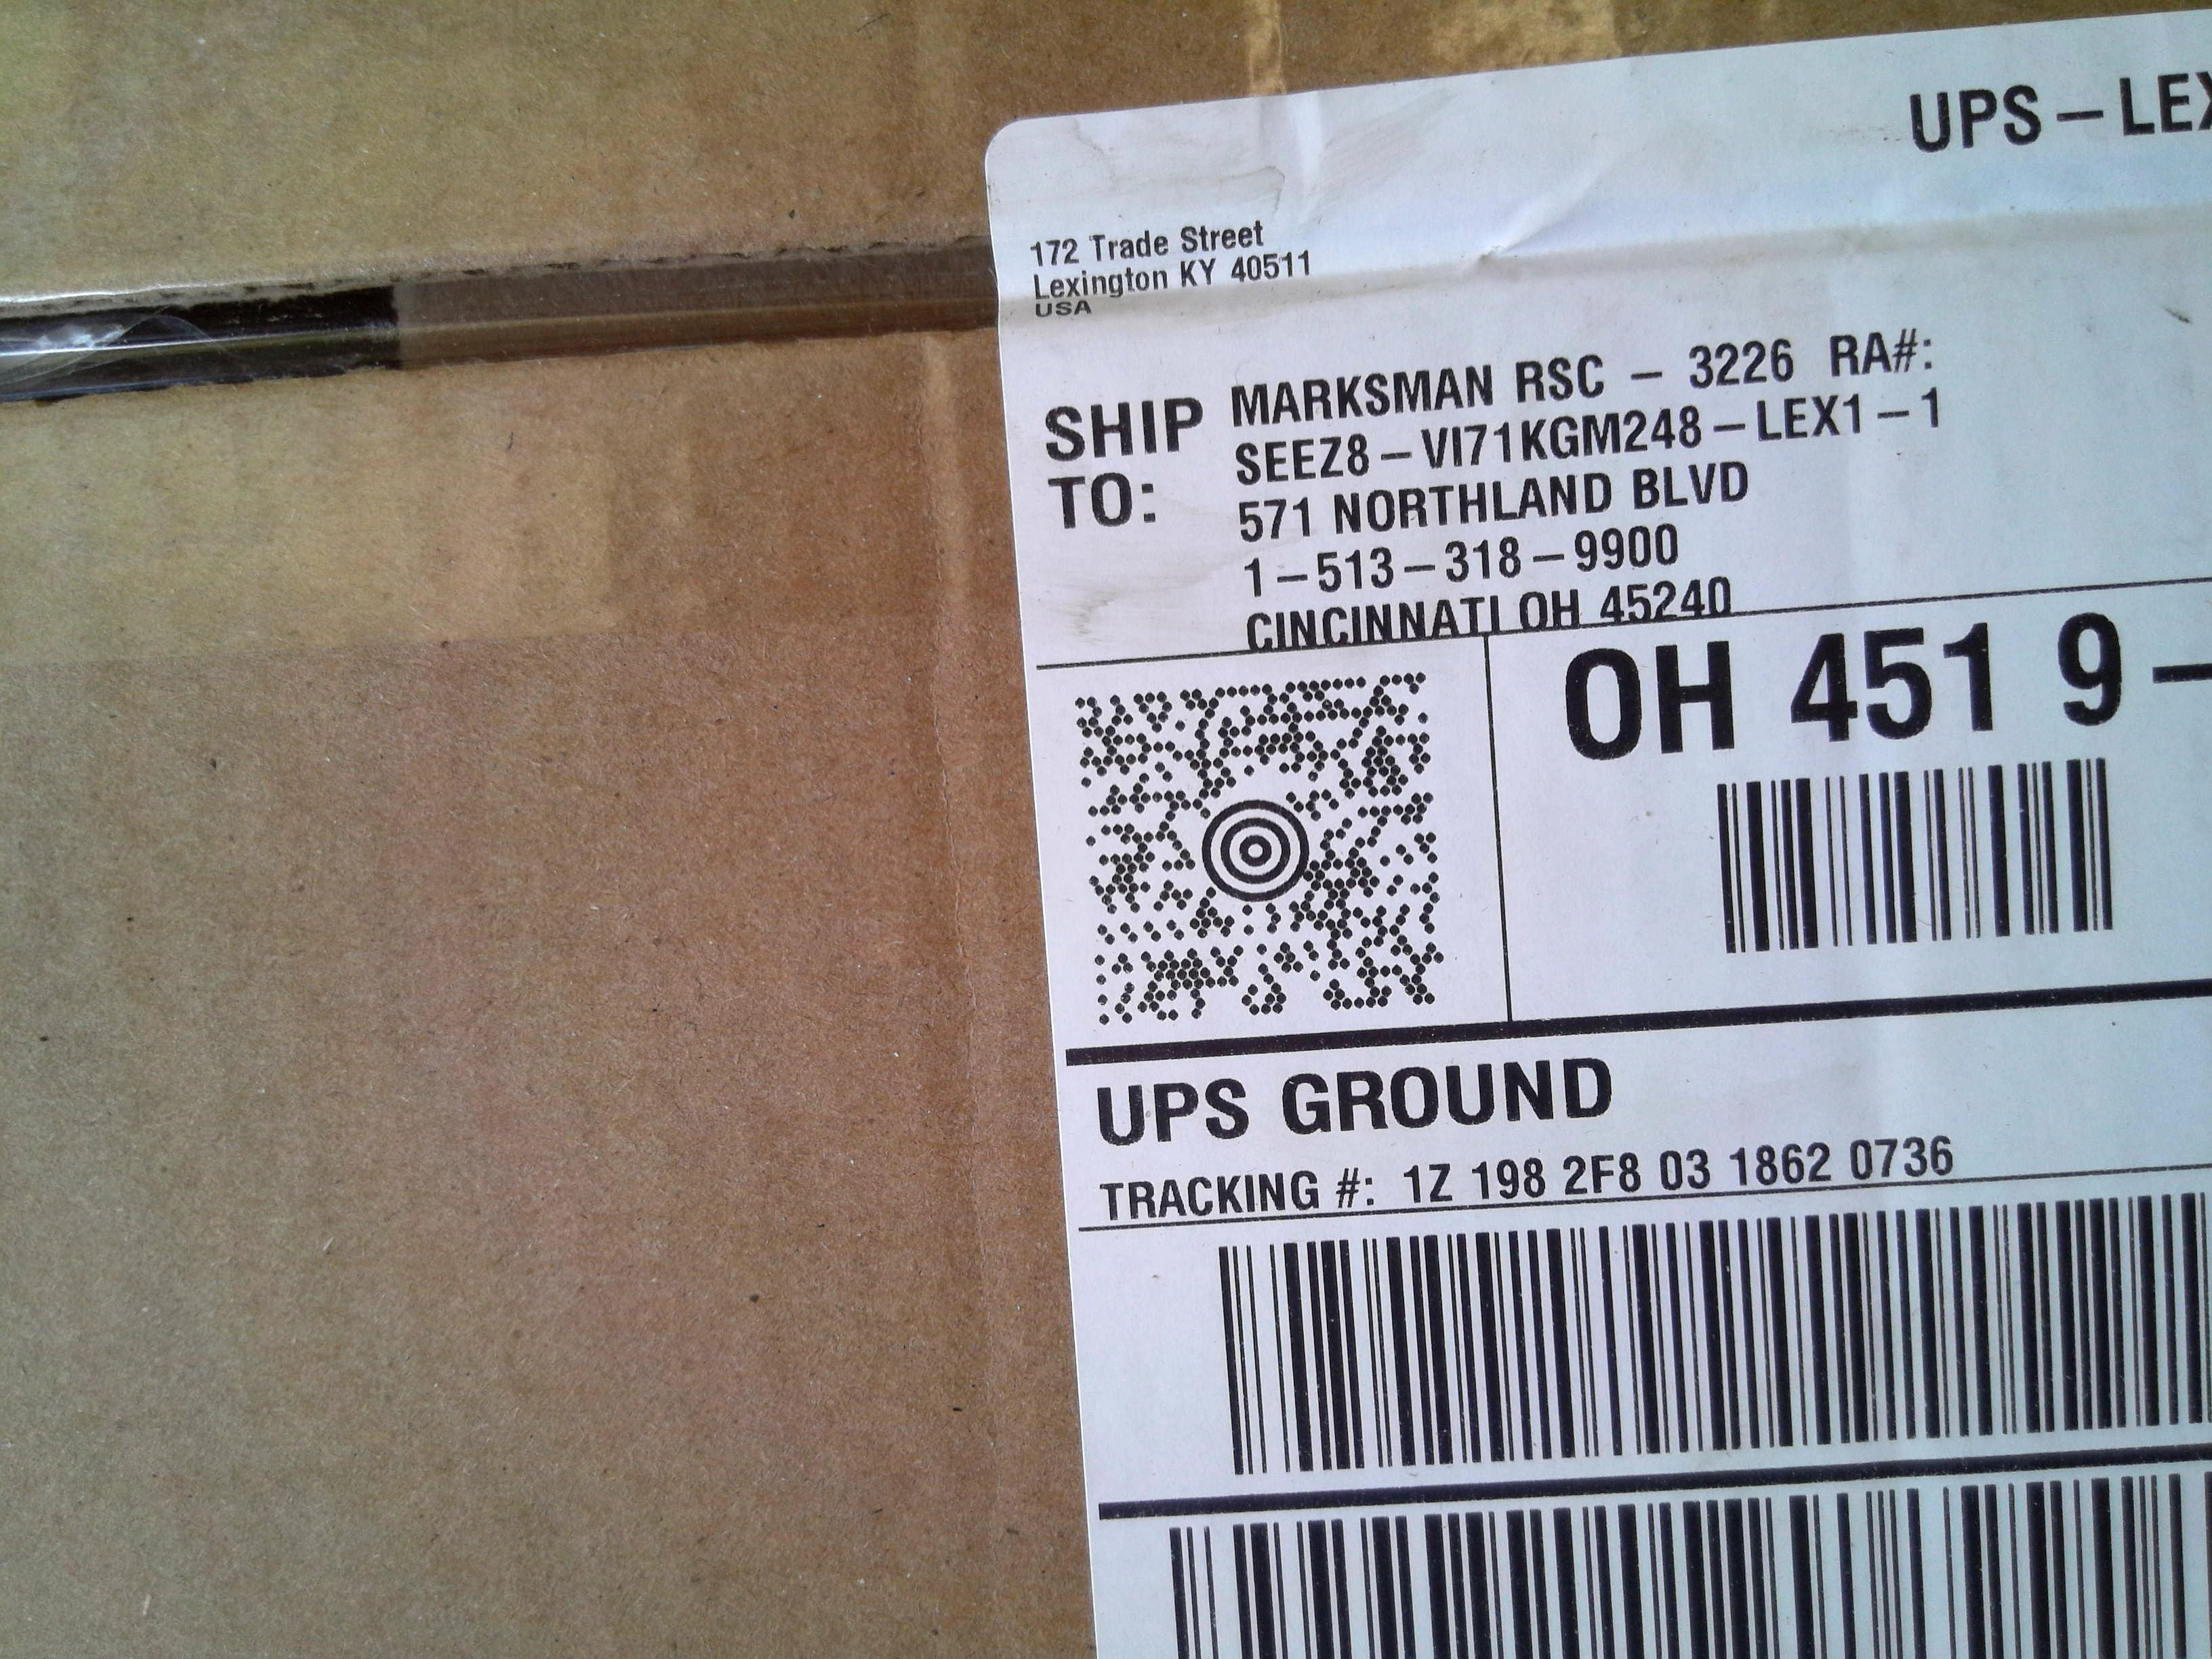 UPS – LEX
172 Trade Street
Lexington KY 40511
USA
SHIP TO:
MARKSMAN RSC – 3226 RA#:
SEEZ8 – VI71KGM248 – LEX1 – 1
571 NORTHLAND BLVD
1 – 513 – 318 – 9900
CINCINNATI OH 45240
OH 451 9 –
UPS GROUND
TRACKING #: 1Z 198 2F8 03 1862 0736